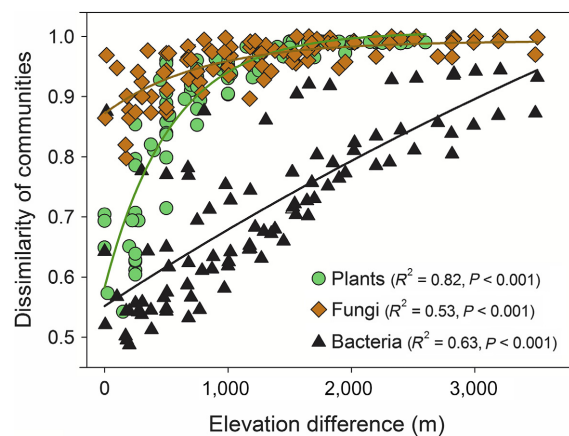 1.0
0.9
0.8
0.7
0.6
0.5
Dissimilarity of communities
Plants (R² = 0.82, P < 0.001)
Fungi (R² = 0.53, P < 0.001)
Bacteria (R² = 0.63, P < 0.001)
0 1,000 2,000 3,000
Elevation difference (m)